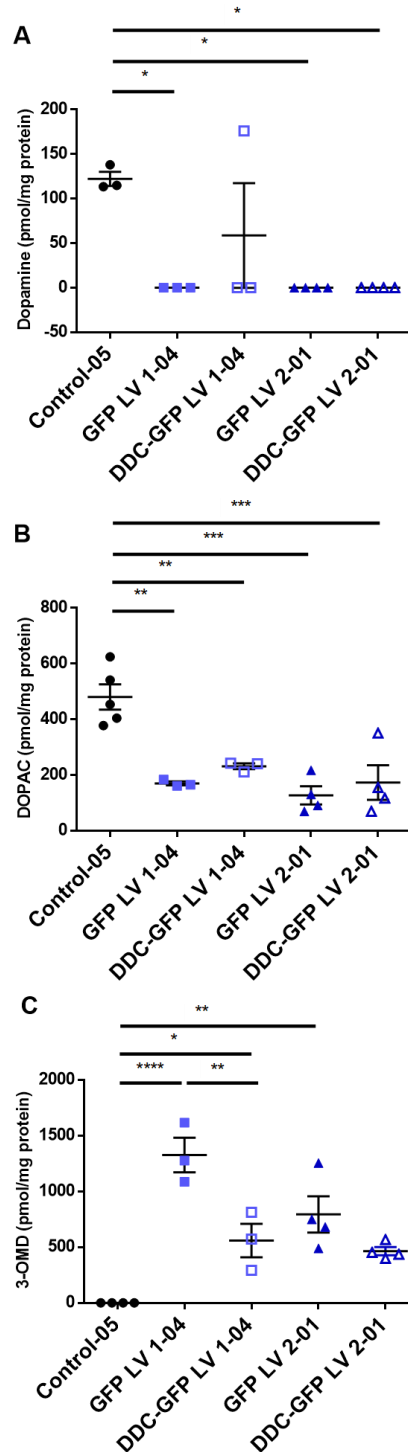 A
*
*
*
Dopamine (pmol/mg protein)
200
150
100
50
0
-50
Control-05
GFP LV 1-04
DDC-GFP LV 1-04
GFP LV 2-01
DDC-GFP LV 2-01
B
***
***
**
**
DOPAC (pmol/mg protein)
800
600
400
200
0
Control-05
GFP LV 1-04
DDC-GFP LV 1-04
GFP LV 2-01
DDC-GFP LV 2-01
C
**
*
**** **
3-OMD (pmol/mg protein)
2000
1500
1000
500
0
Control-05
GFP LV 1-04
DDC-GFP LV 1-04
GFP LV 2-01
DDC-GFP LV 2-01